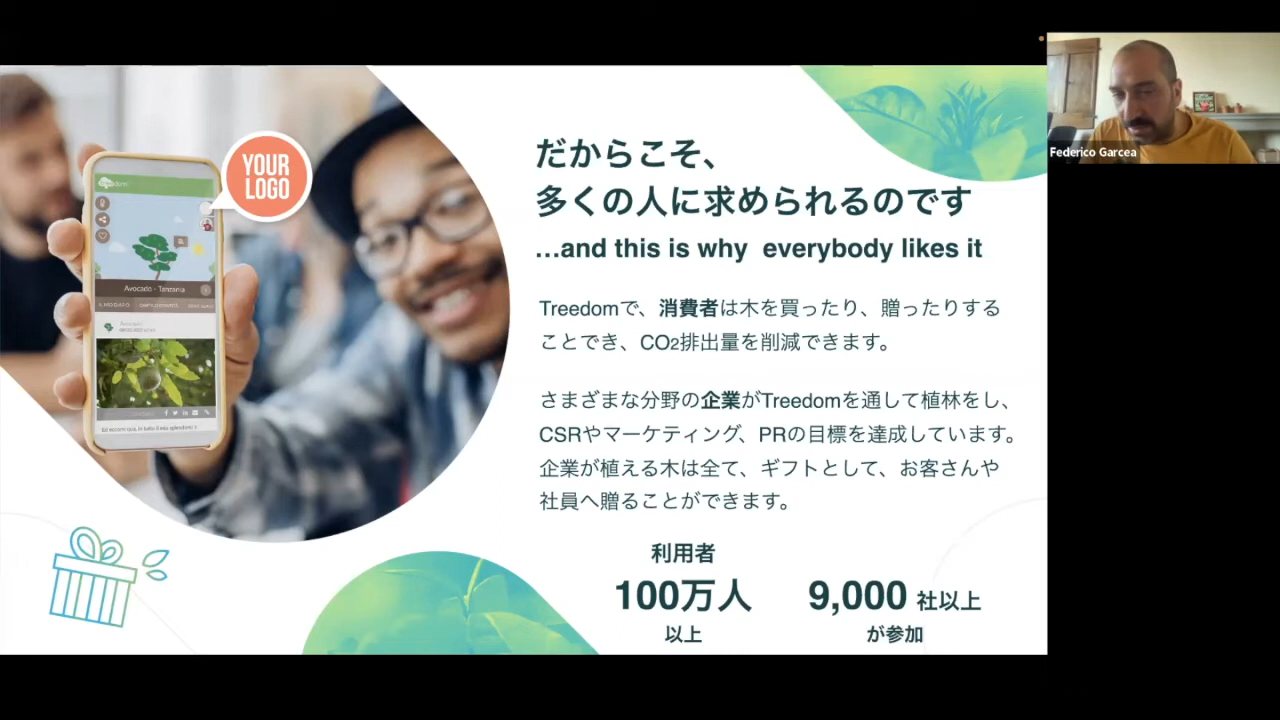 だからこそ、
多くの人に求められるのです
...and this is why everybody likes it
Treedomで、消費者は木を買ったり、贈ったりする
ことでき、CO2排出量を削減できます。
さまざまな分野の企業がTreedomを通して植林をし、
CSRやマーケティング、PRの目標を達成しています。
企業が植える木は全て、ギフトとして、お客さんや
社員へ贈ることができます。
利用者
100万人
以上
9,000 社以上
が参加
YOUR
LOGO
Avocado - Tanzania
Federico Garcea